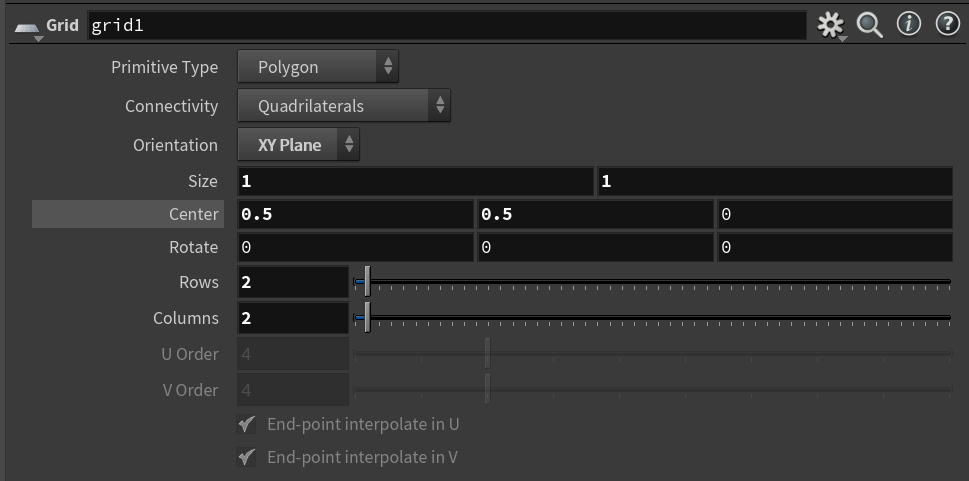 Grid grid1
Primitive Type Polygon
Connectivity Quadrilaterals
Orientation XY Plane
Size 1 1
Center 0.5 0.5 0
Rotate 0 0 0
Rows 2
Columns 2
U Order 4
V Order 4
End-point interpolate in U
End-point interpolate in V